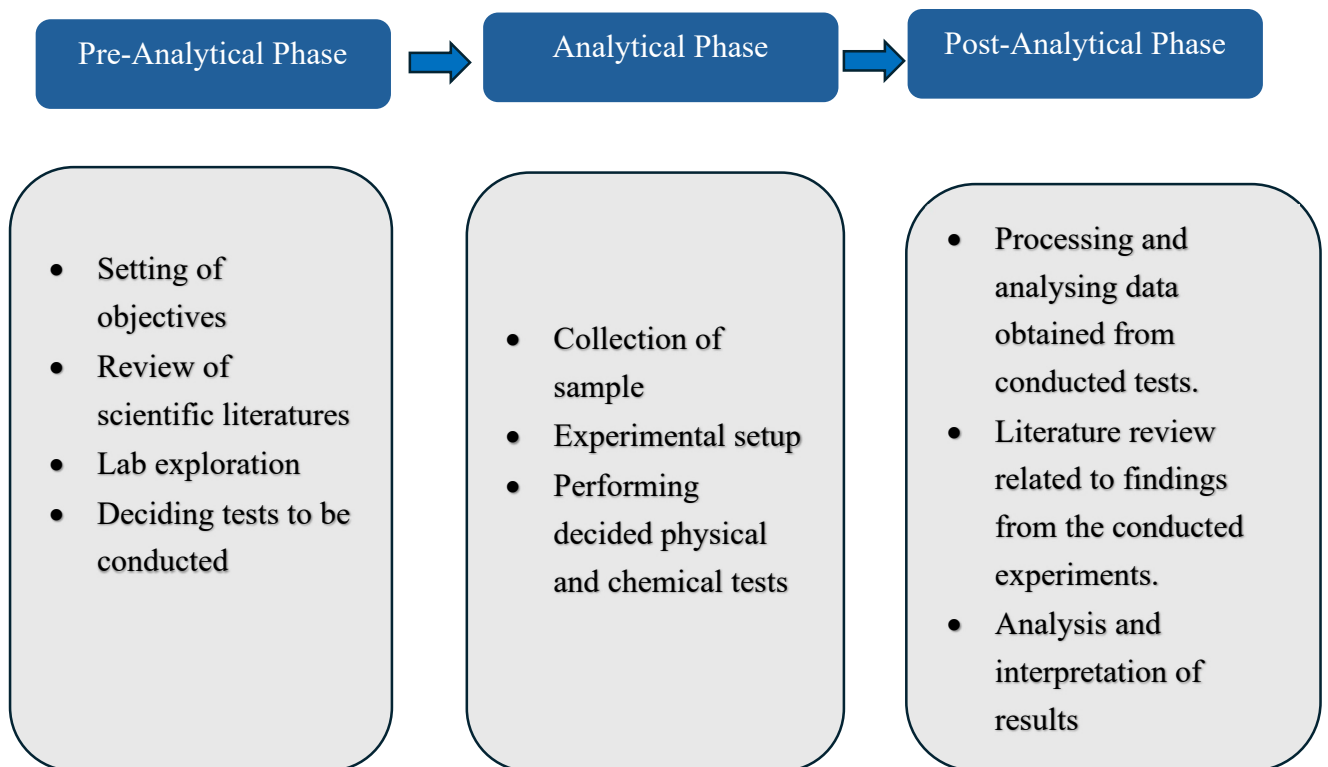 Pre-Analytical Phase
Analytical Phase
Post-Analytical Phase
• Setting of
objectives
• Review of
scientific literatures
• Lab exploration
• Deciding tests to be
conducted
• Collection of
sample
• Experimental setup
• Performing
decided physical
and chemical tests
• Processing and
analysing data
obtained from
conducted tests.
• Literature review
related to findings
from the conducted
experiments.
• Analysis and
interpretation of
results